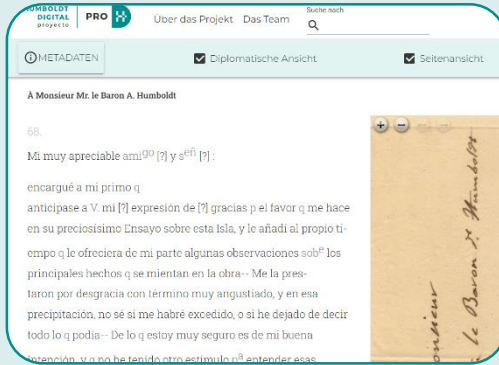 HUMBOLDT
DIGITAL
proyecto
PRO
H
Über das Projekt
Das Team
Suche nach
METADATEN
Diplomatische Ansicht
Seitenansicht
À Monsieur Mr. le Baron A. Humboldt
68.
Mi muy apreciable amigo [?] y señ [?] :
encargué a mi primo q
anticipase a V. mi [?] expresión de [?] gracias p el favor q me hace
en su preciosísimo Ensayo sobre esta Isla, y le añadí al propio ti-
empo q le ofreciera de mi parte algunas observaciones sobe los
principales hechos q se mientan en la obra-- Me la pres-
taron por desgracia con término muy angustiado, y en esa
precipitación, no sé si me habré excedido, o si he dejado de decir
todo lo q podia-- De lo q estoy muy seguro es de mi buena
intención, y q no he tenido otro estímulo pa entender esas
onsieur
le Baron
Humboldt